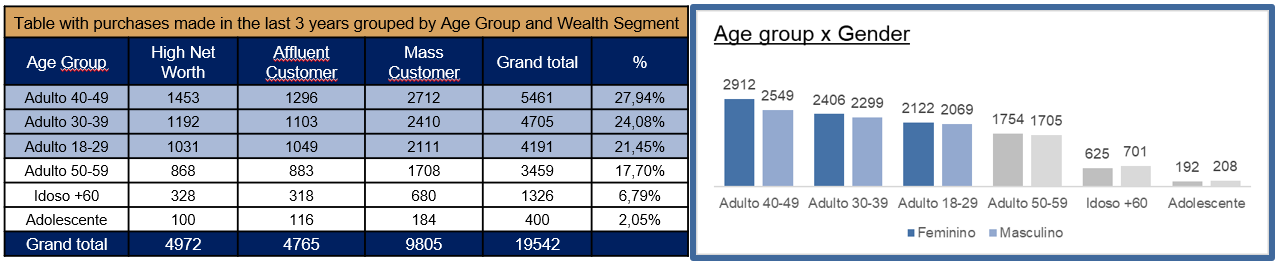 Table with purchases made in the last 3 years grouped by Age Group and Wealth Segment
Age Group High Net Worth Affluent Customer Mass Customer Grand total %
Adulto 40-49 1453 1296 2712 5461 27,94%
Adulto 30-39 1192 1103 2410 4705 24,08%
Adulto 18-29 1031 1049 2111 4191 21,45%
Adulto 50-59 868 883 1708 3459 17,70%
Idoso +60 328 318 680 1326 6,79%
Adolescente 100 116 184 400 2,05%
Grand total 4972 4765 9805 19542
Age group x Gender
2912 2549 2406 2299 2122 2069 1754 1705 625 701 192 208
Adulto 40-49 Adulto 30-39 Adulto 18-29 Adulto 50-59 Idoso +60 Adolescente
Feminino Masculino